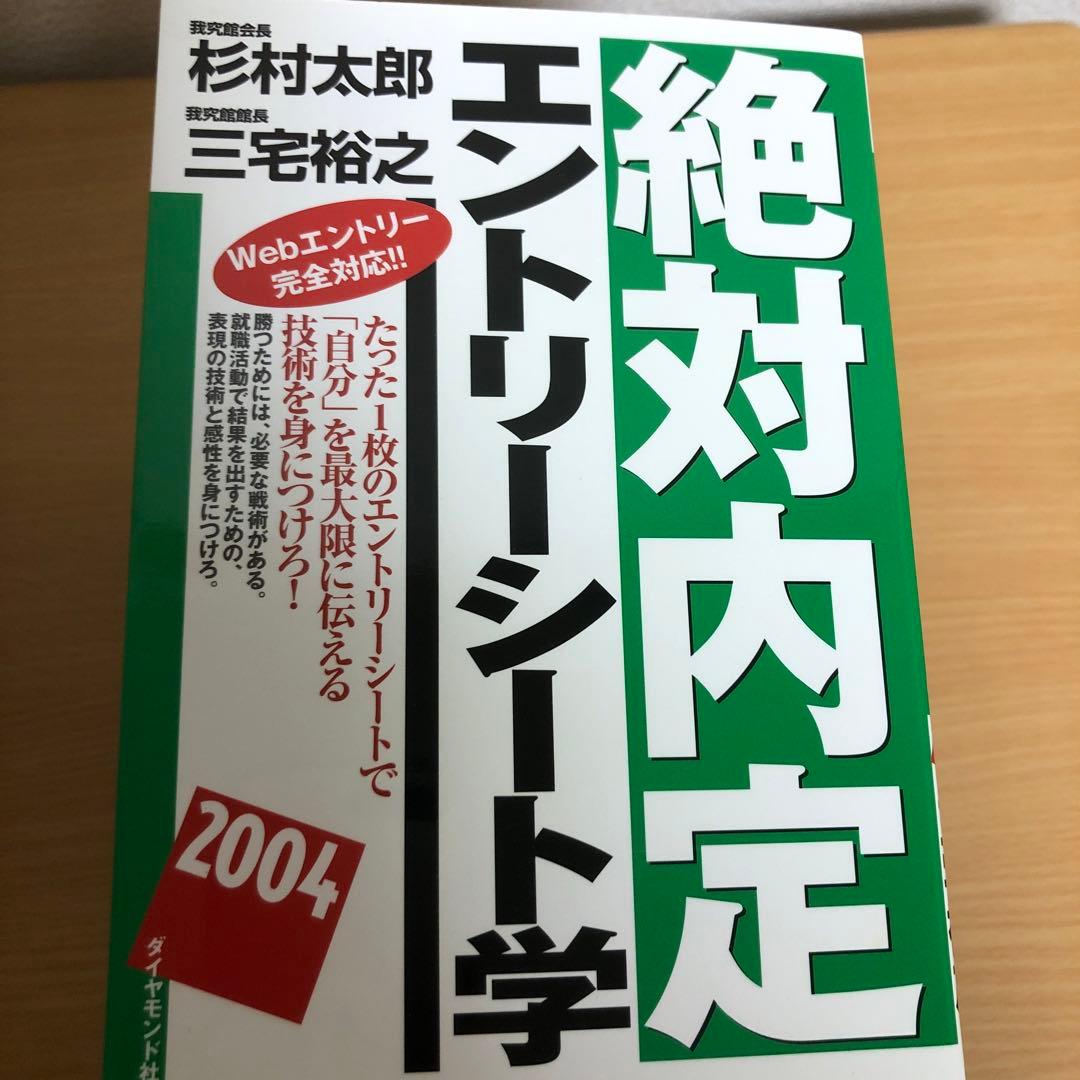 絶対内定
エントリーシート学
我究館会長
杉村太郎
我究館館長
三宅裕之
Webエントリー
完全対応!!
たった1枚のエントリーシートで
「自分」を最大限に伝える
技術を身につけろ!
勝つためには、必要な戦術がある。
就職活動で結果を出すための、
表現の技術と感性を身につけろ。
2004
ダイヤモンド社